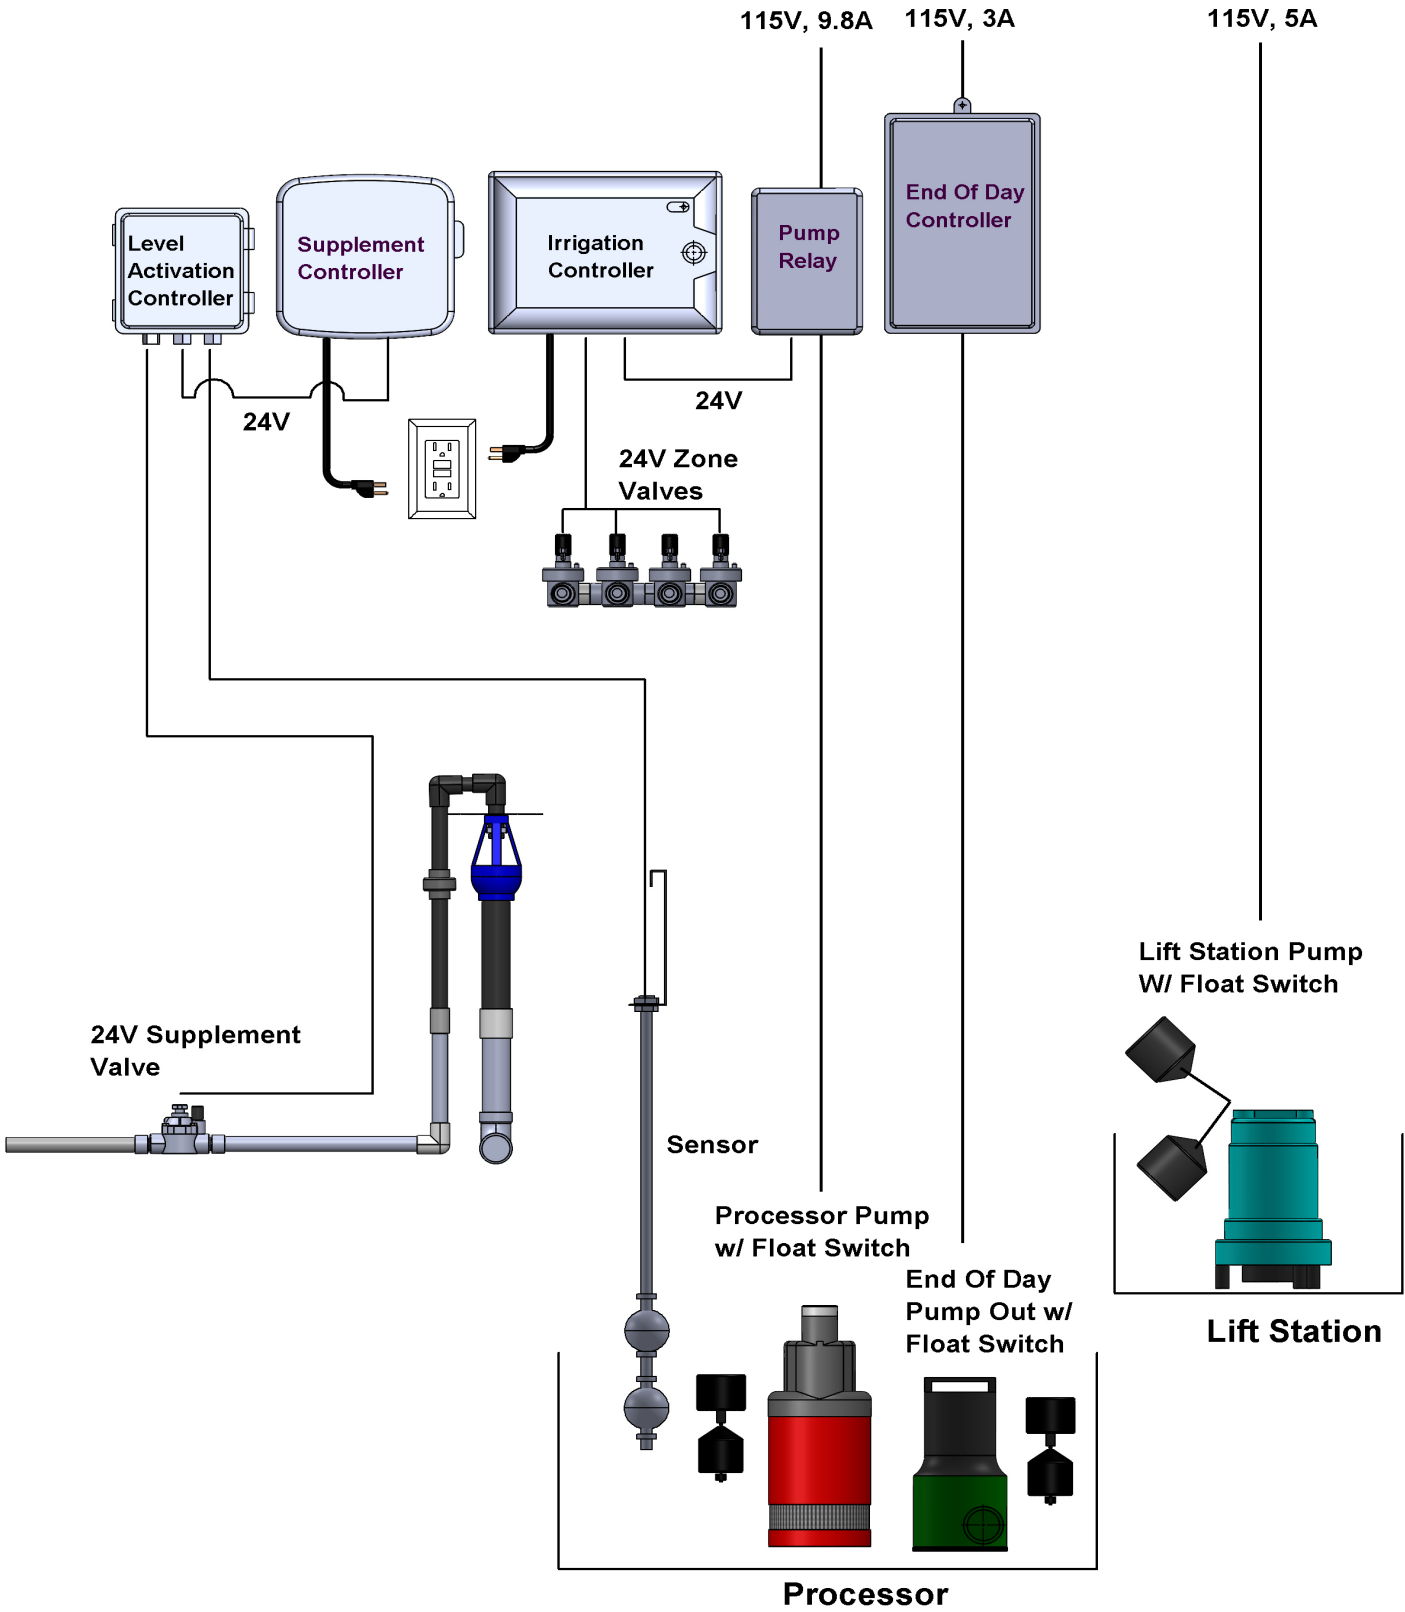 115V, 9.8A
115V, 3A
115V, 5A
Level
Activation
Controller
Supplement
Controller
Irrigation
Controller
Pump
Relay
End Of Day
Controller
24V
24V
24V Zone
Valves
24V Supplement
Valve
Sensor
Lift Station Pump
W/ Float Switch
Processor Pump
w/ Float Switch
End Of Day
Pump Out w/
Float Switch
Lift Station
Processor